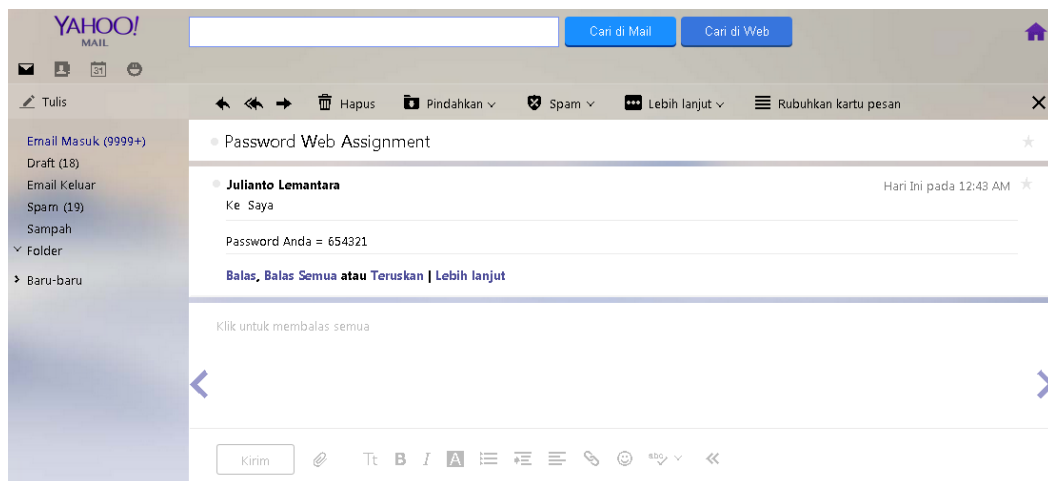 YAHOO!
MAIL
Cari di Mail
Cari di Web
31
Tulis
Hapus
Pindahkan
Spam
Lebih lanjut
Rubuhkan kartu pesan
Email Masuk (9999+)
Draft (18)
Email Keluar
Spam (19)
Sampah
Folder
Baru-baru
Password Web Assignment
Julianto Lemantara
Hari Ini pada 12:43 AM
Ke Saya
Password Anda = 654321
Balas, Balas Semua atau Teruskan | Lebih lanjut
Klik untuk membalas semua
Kirim
Tt B I A abc